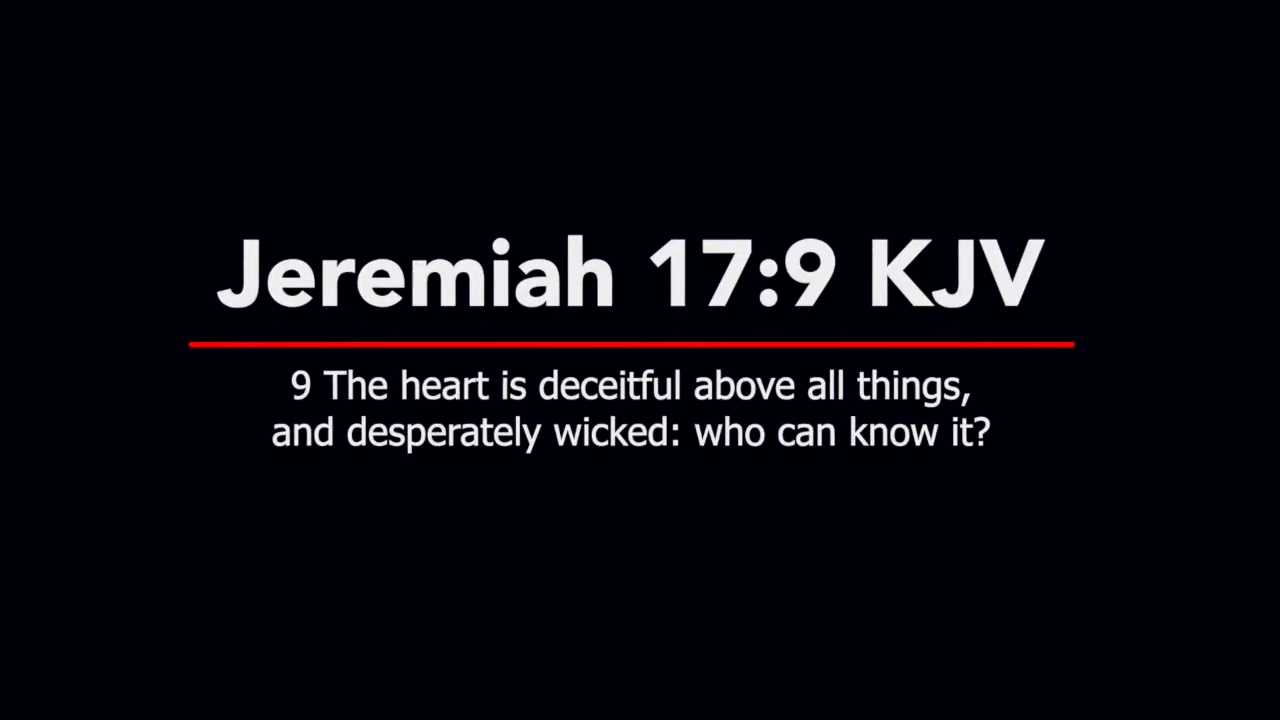 Jeremiah 17:9 KJV
9 The heart is deceitful above all things,
and desperately wicked: who can know it?